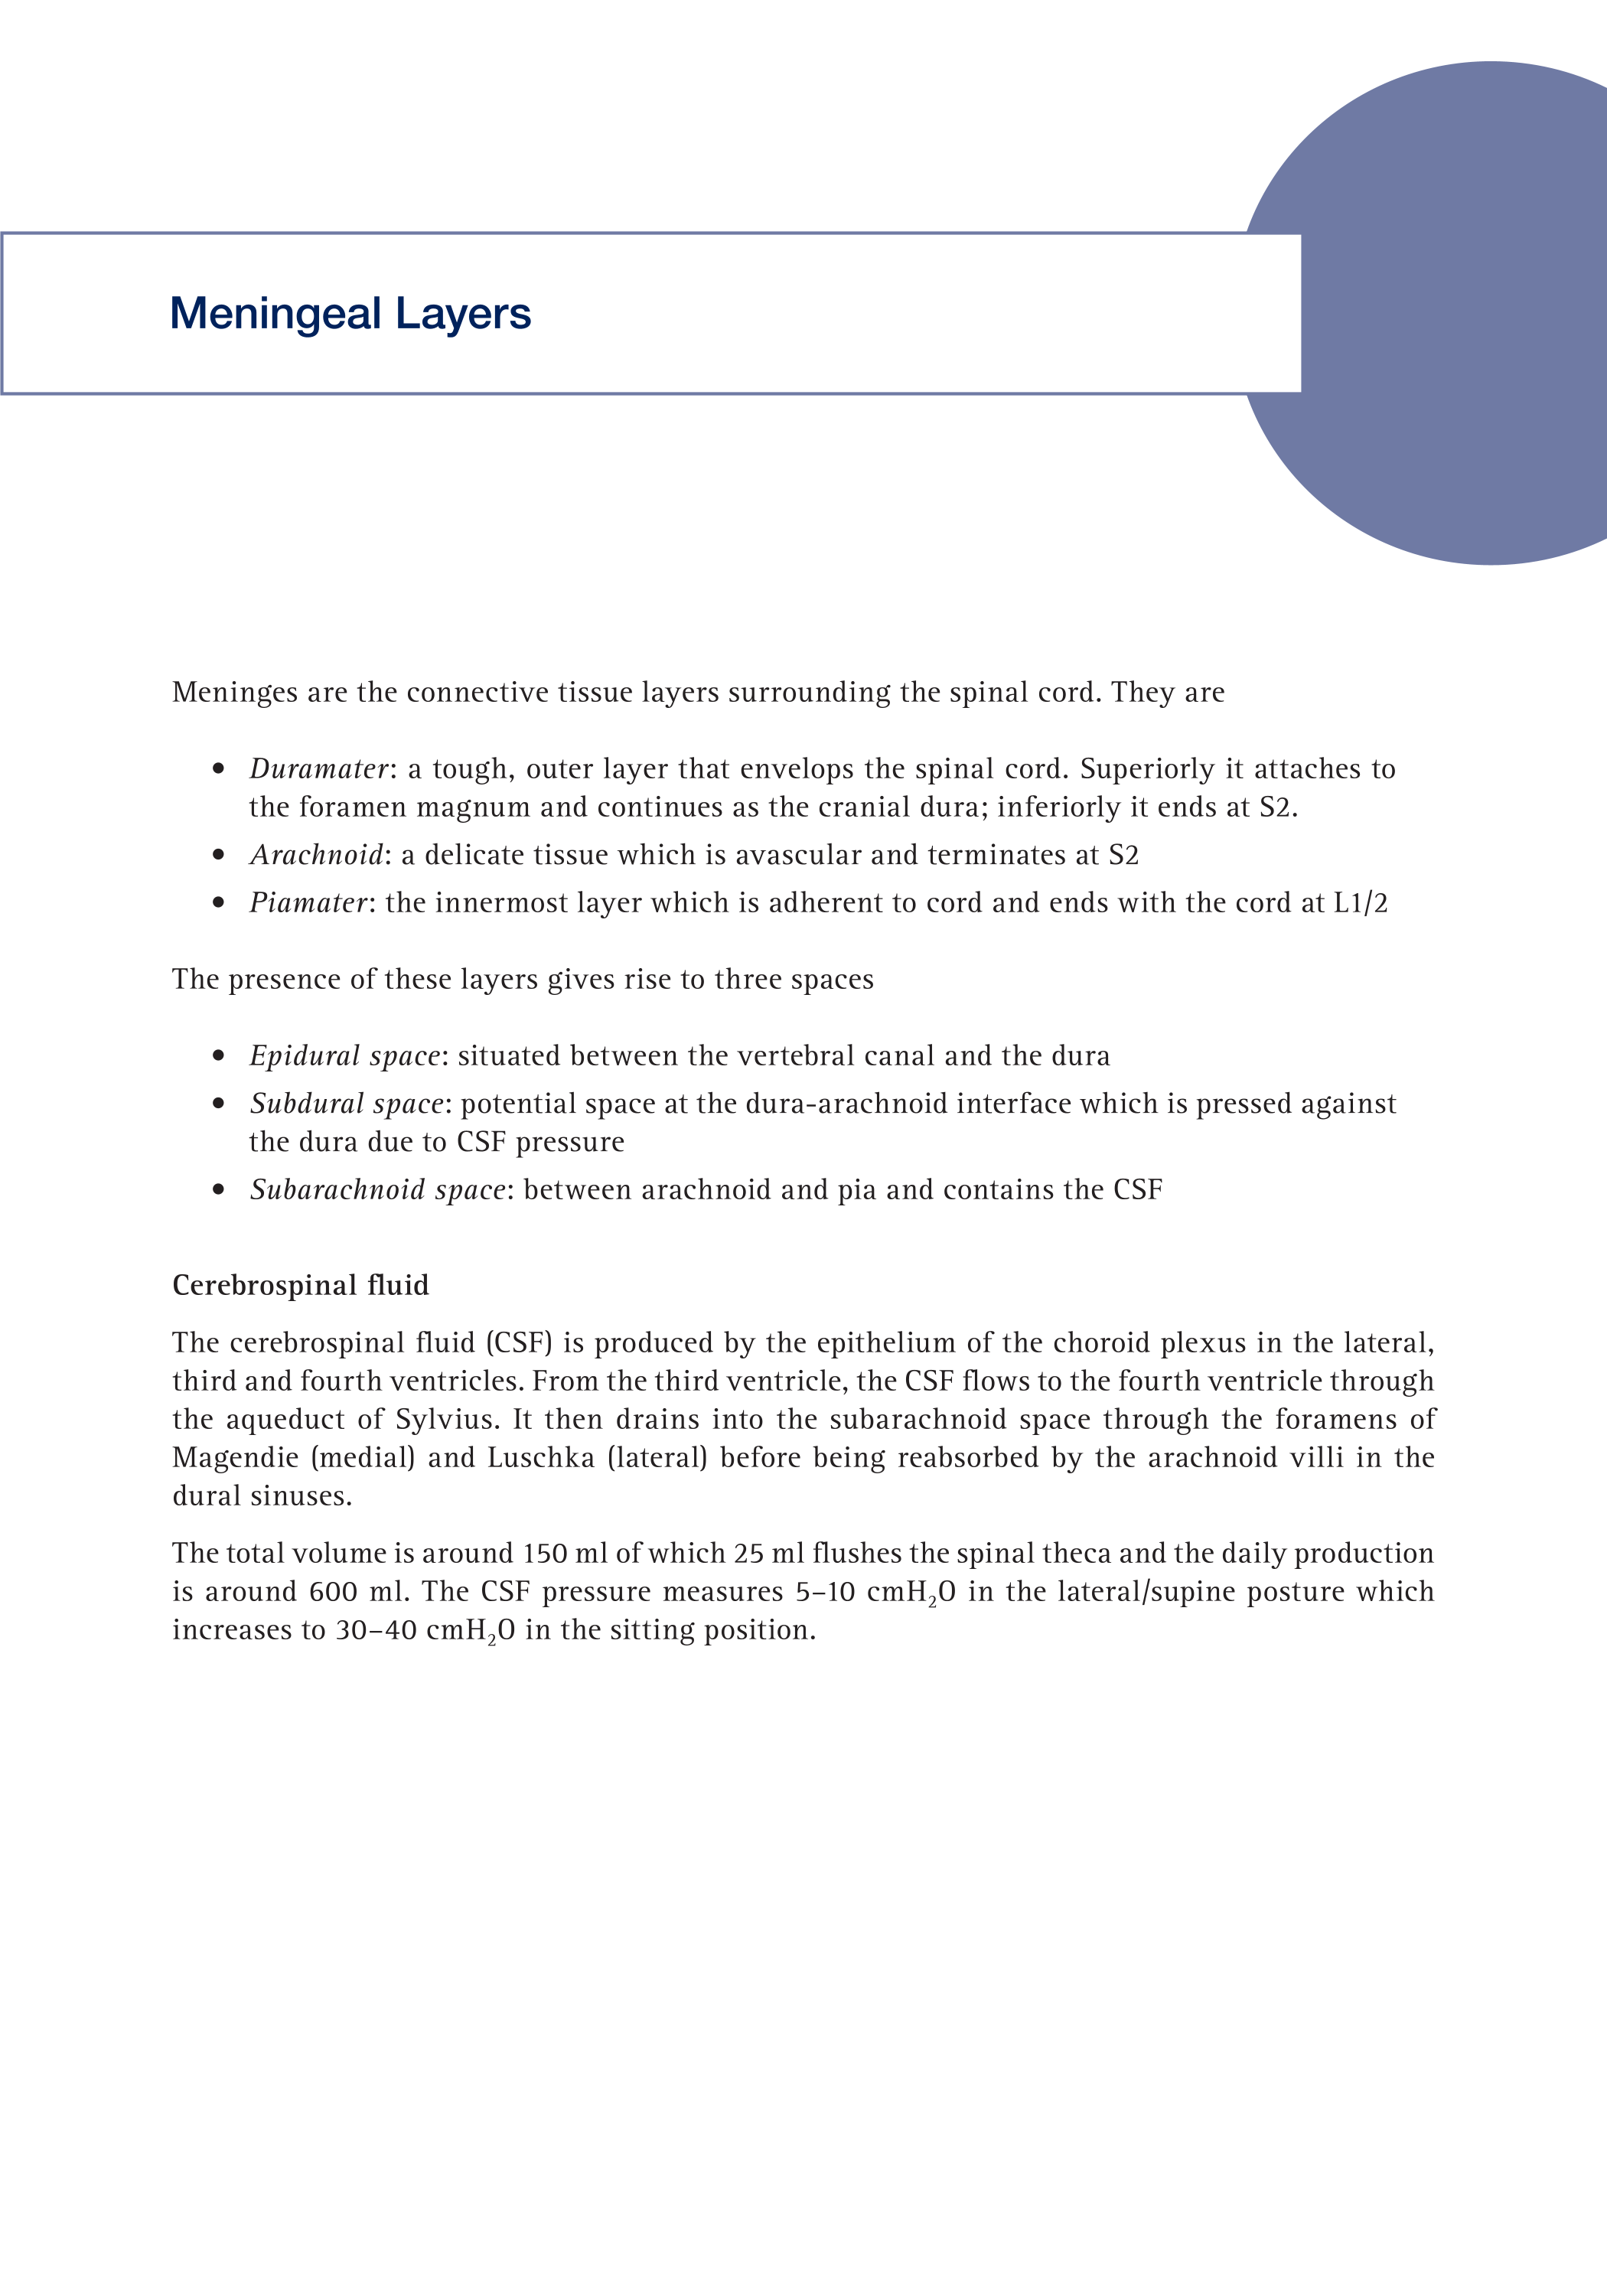 Meningeal Layers
Meninges are the connective tissue layers surrounding the spinal cord. They are
• Duramater: a tough, outer layer that envelops the spinal cord. Superiorly it attaches to
the foramen magnum and continues as the cranial dura; inferiorly it ends at S2.
• Arachnoid: a delicate tissue which is avascular and terminates at S2
• Piamater: the innermost layer which is adherent to cord and ends with the cord at L1/2
The presence of these layers gives rise to three spaces
• Epidural space: situated between the vertebral canal and the dura
• Subdural space: potential space at the dura-arachnoid interface which is pressed against
the dura due to CSF pressure
• Subarachnoid space: between arachnoid and pia and contains the CSF
Cerebrospinal fluid
The cerebrospinal fluid (CSF) is produced by the epithelium of the choroid plexus in the lateral,
third and fourth ventricles. From the third ventricle, the CSF flows to the fourth ventricle through
the aqueduct of Sylvius. It then drains into the subarachnoid space through the foramens of
Magendie (medial) and Luschka (lateral) before being reabsorbed by the arachnoid villi in the
dural sinuses.
The total volume is around 150 ml of which 25 ml flushes the spinal theca and the daily production
is around 600 ml. The CSF pressure measures 5–10 cmH₂O in the lateral/supine posture which
increases to 30–40 cmH₂O in the sitting position.